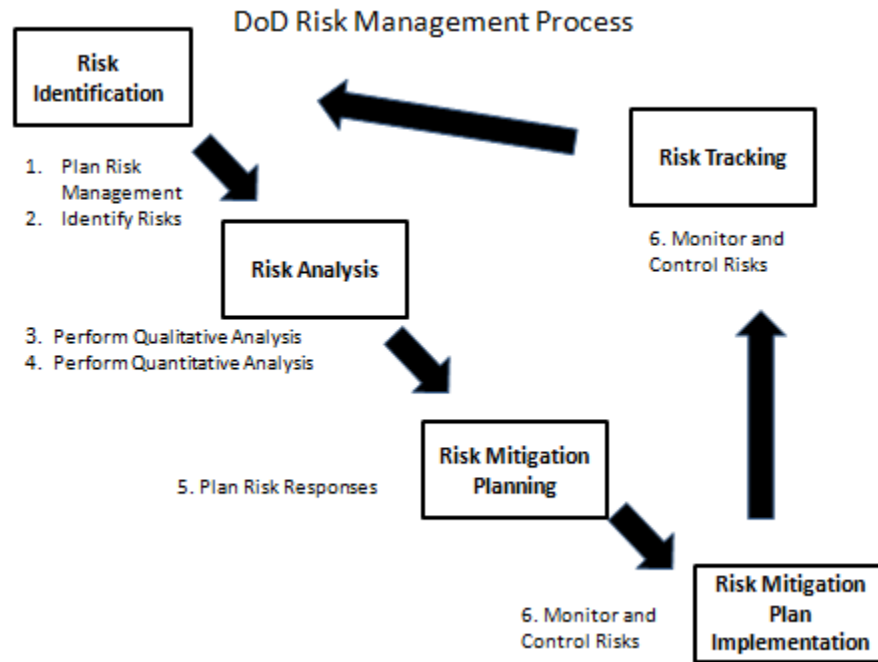 DoD Risk Management Process
Risk
Identification
1. Plan Risk
Management
2. Identify Risks
Risk Analysis
3. Perform Qualitative Analysis
4. Perform Quantitative Analysis
Risk Mitigation
Planning
5. Plan Risk Responses
Risk Mitigation
Plan
Implementation
6. Monitor and
Control Risks
Risk Tracking
6. Monitor and
Control Risks